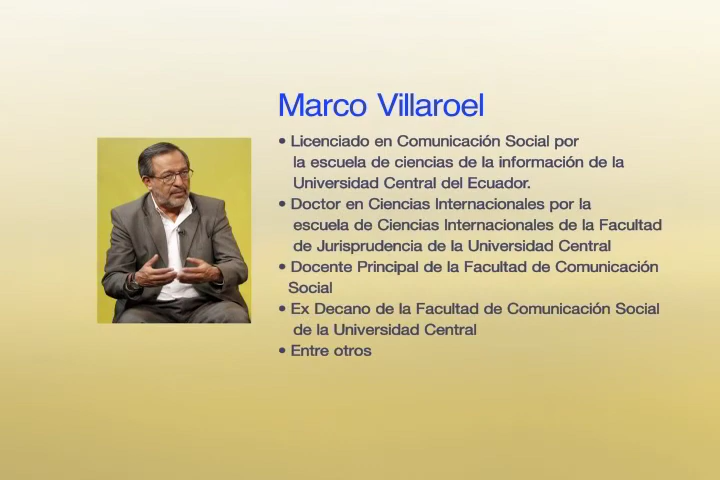 Marco Villaroel
• Licenciado en Comunicación Social por
la escuela de ciencias de la información de la
Universidad Central del Ecuador.
• Doctor en Ciencias Internacionales por la
escuela de Ciencias Internacionales de la Facultad
de Jurisprudencia de la Universidad Central
• Docente Principal de la Facultad de Comunicación
Social
• Ex Decano de la Facultad de Comunicación Social
de la Universidad Central
• Entre otros